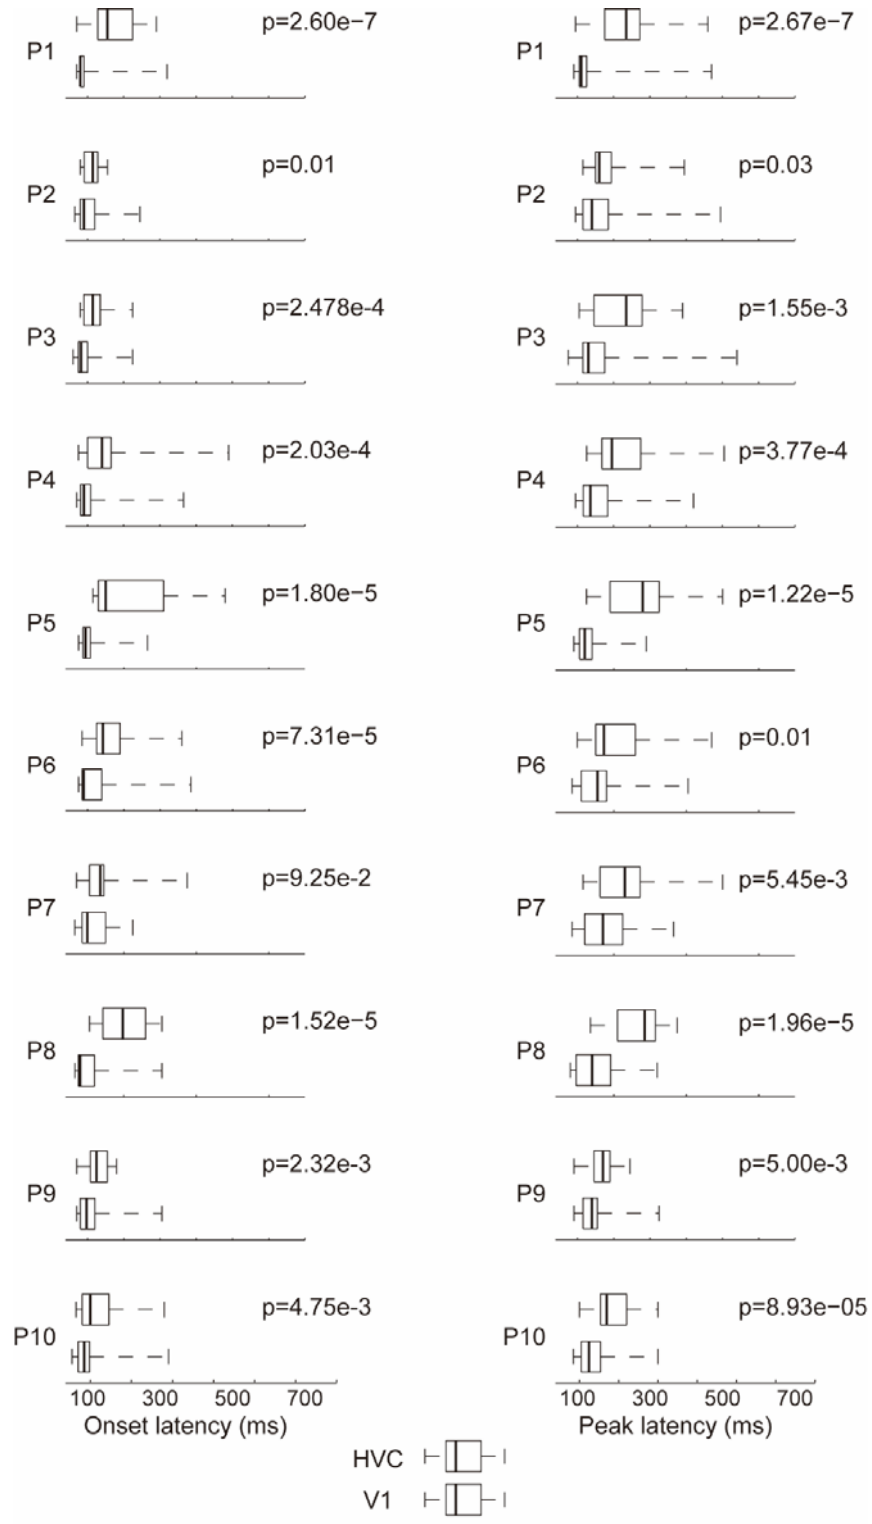 P1 p=2.60e−7 P1 p=2.67e−7
P2 p=0.01 P2 p=0.03
P3 p=2.478e-4 P3 p=1.55e-3
P4 p=2.03e-4 P4 p=3.77e-4
P5 p=1.80e−5 P5 p=1.22e−5
P6 p=7.31e−5 P6 p=0.01
P7 p=9.25e-2 P7 p=5.45e-3
P8 p=1.52e−5 P8 p=1.96e−5
P9 p=2.32e-3 P9 p=5.00e-3
P10 p=4.75e-3 P10 p=8.93e−05
100 300 500 700 100 300 500 700
Onset latency (ms) Peak latency (ms)
HVC
V1